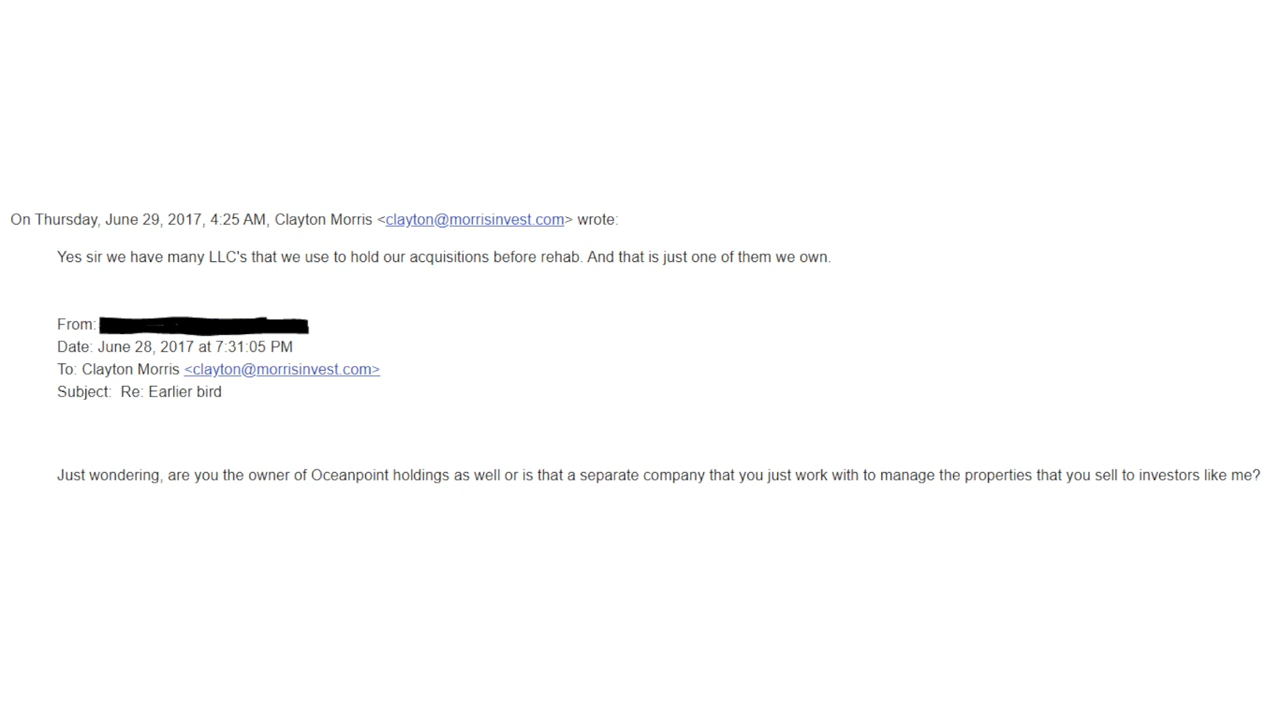 On Thursday, June 29, 2017, 4:25 AM, Clayton Morris <clayton@morrisinvest.com> wrote:
Yes sir we have many LLC's that we use to hold our acquisitions before rehab. And that is just one of them we own.
From:
Date: June 28, 2017 at 7:31:05 PM
To: Clayton Morris <clayton@morrisinvest.com>
Subject: Re: Earlier bird
Just wondering, are you the owner of Oceanpoint holdings as well or is that a separate company that you just work with to manage the properties that you sell to investors like me?